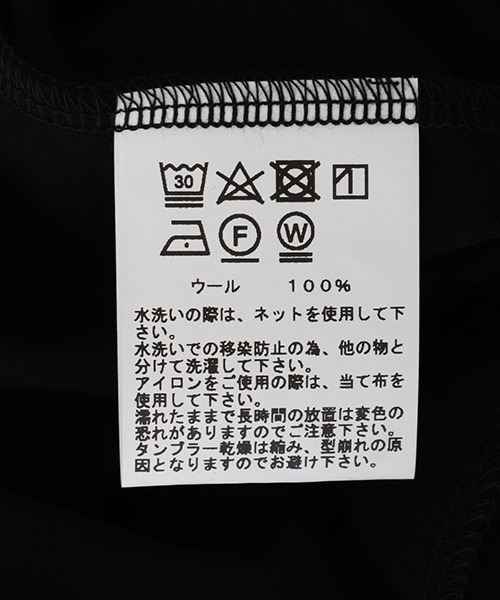 30
F W
ウール 100%
水洗いの際は、ネットを使用して下
さい。
水洗いでの移染防止の為、他の物と
分けて洗濯して下さい。
アイロンをご使用の際は、当て布を
使用して下さい。
濡れたままで長時間の放置は変色の
恐れがありますのでご注意下さい。
タンブラー乾燥は縮み、型崩れの原
因となりますのでお避け下さい。